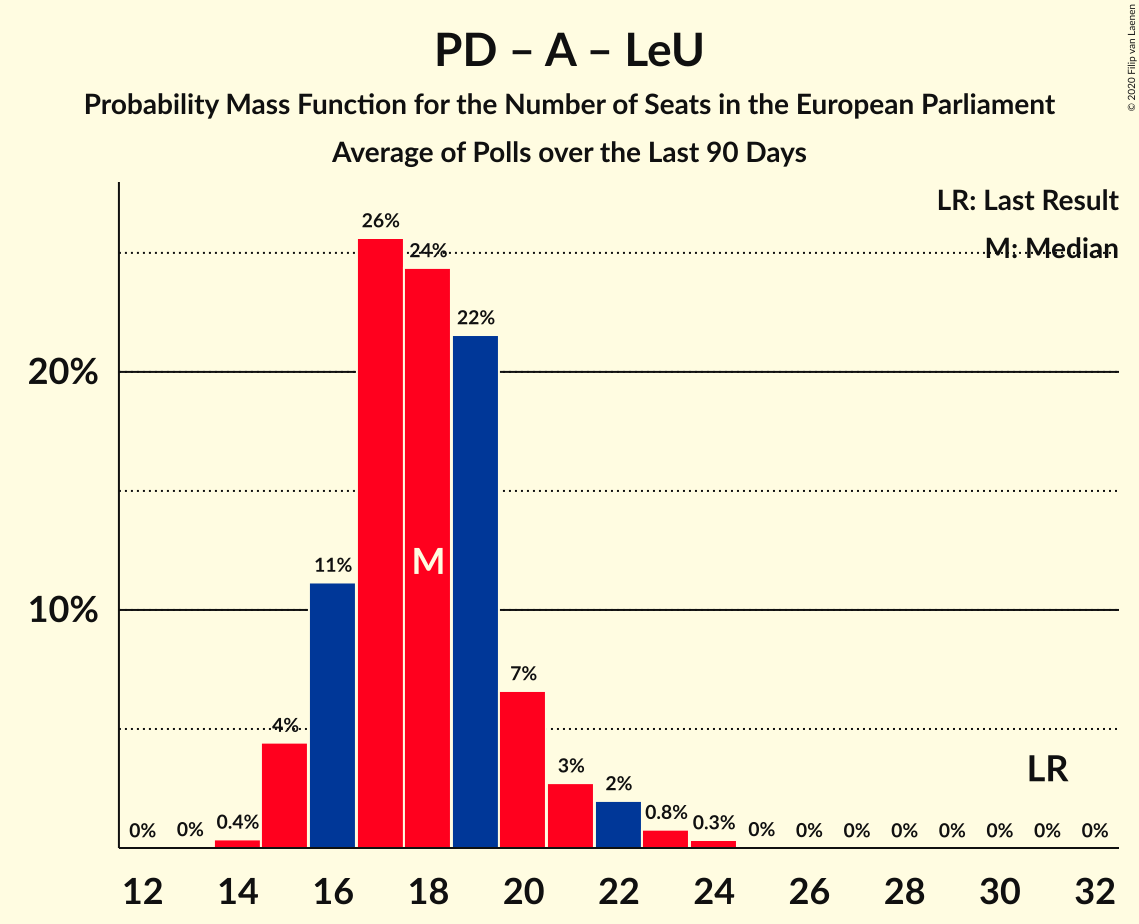 PD – A – LeU
Probability Mass Function for the Number of Seats in the European Parliament
Average of Polls over the Last 90 Days
© 2020 Filip van Laenen
LR: Last Result
M: Median
20%
10%
0%
0%
0.4%
4%
11%
26%
24%
22%
7%
3%
2%
0.8%
0.3%
0%
0%
0%
0%
0%
0%
0%
0%
M
LR
12 14 16 18 20 22 24 26 28 30 32